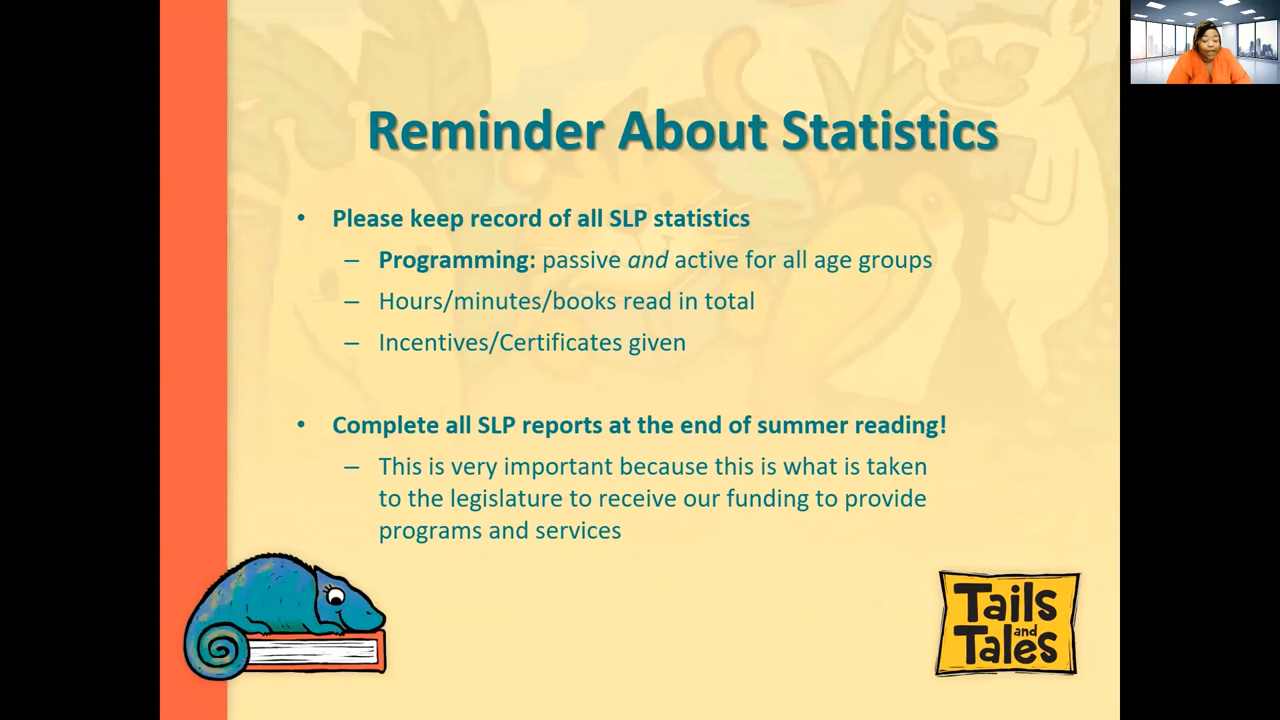 Reminder About Statistics
• Please keep record of all SLP statistics
– Programming: passive and active for all age groups
– Hours/minutes/books read in total
– Incentives/Certificates given
• Complete all SLP reports at the end of summer reading!
– This is very important because this is what is taken
to the legislature to receive our funding to provide
programs and services
Tails
and
Tales